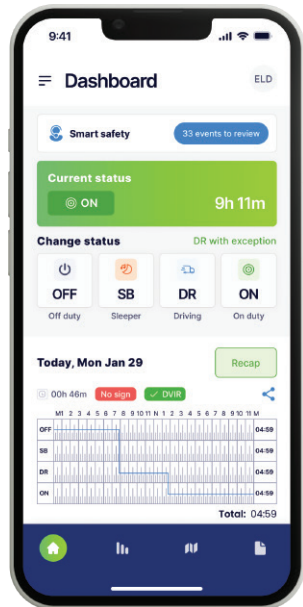 9:41
Dashboard
ELD
Smart safety
33 events to review
Current status
ON
9h 11m
Change status
DR with exception
OFF
SB
DR
ON
Off duty
Sleeper
Driving
On duty
Today, Mon Jan 29
Recap
00h 46m
No sign
DVIR
M1 2 3 4 5 6 7 8 9 10 11 N 1 2 3 4 5 6 7 8 9 10 11 M
OFF 04:59
SB 04:59
DR 04:59
ON 04:59
Total: 04:59